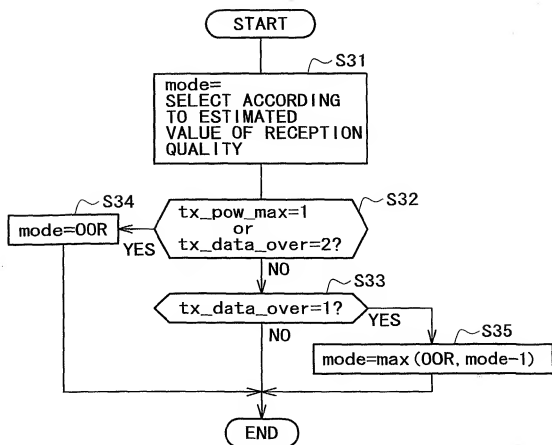 START
S31
mode=
SELECT ACCORDING
TO ESTIMATED
VALUE OF RECEPTION
QUALITY
S34
mode=OOR
YES
S32
tx_pow_max=1
or
tx_data_over=2?
NO
S33
tx_data_over=1?
YES
NO
S35
mode=max(OOR,mode-1)
END